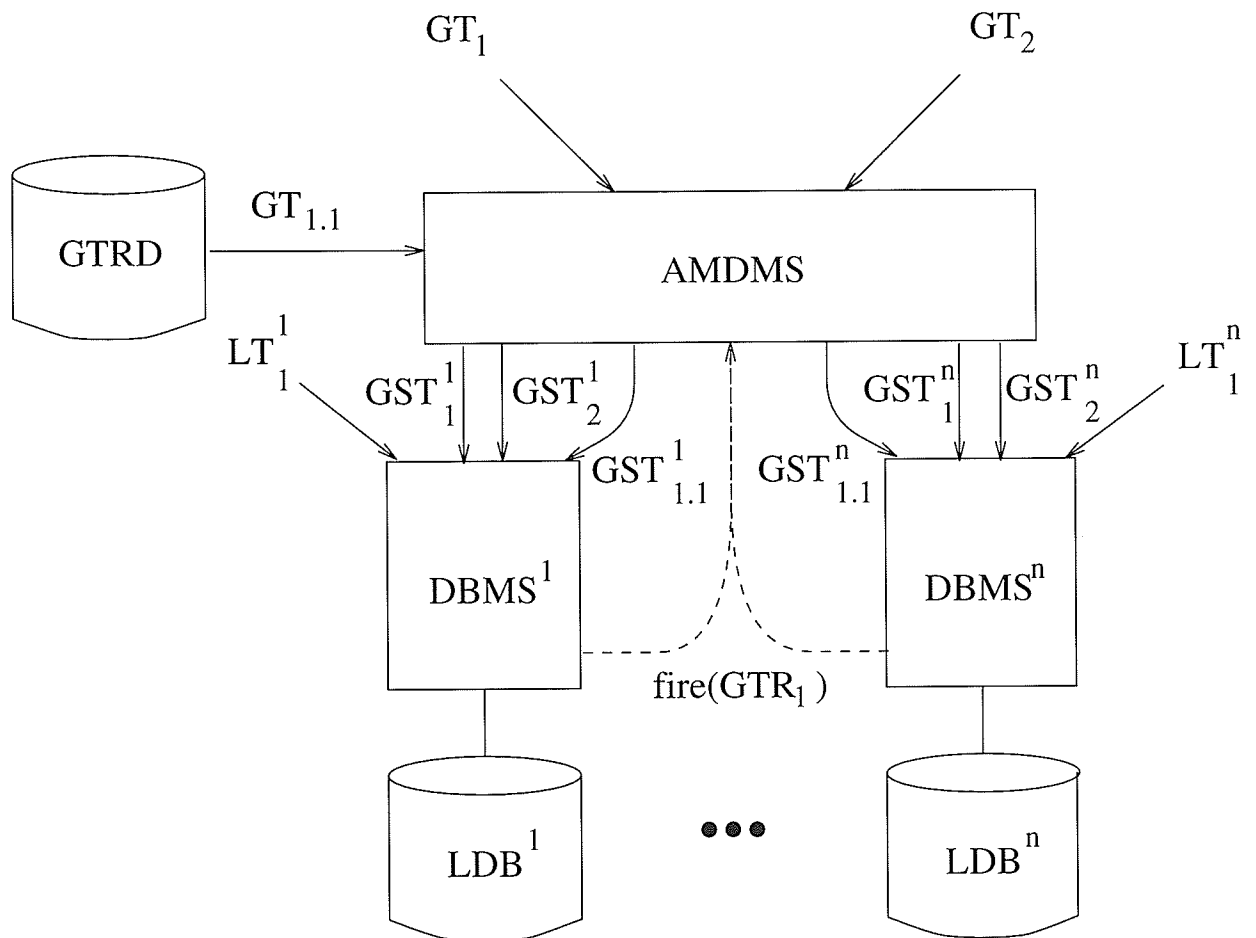 GT₁
GT₂
GTRD
GT₁.₁
AMDMS
LT₁¹
GST₁¹
GST₂¹
GST₁.₁¹
GST₁.₁ⁿ
GST₁ⁿ
GST₂ⁿ
LT₁ⁿ
DBMS¹
DBMSⁿ
fire(GTR₁)
LDB¹
LDBⁿ